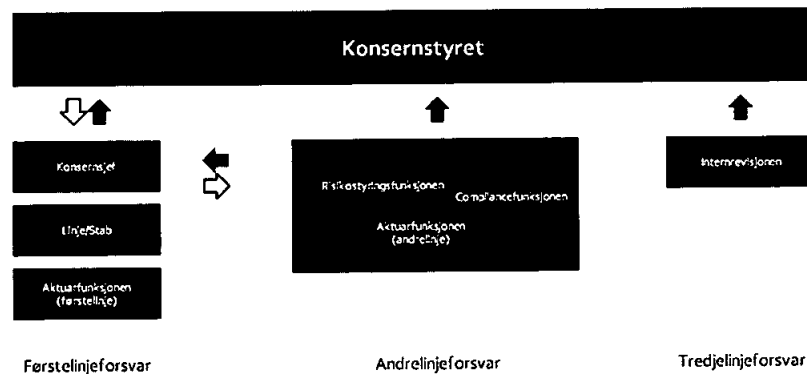 Konsernstyret
Konsernsjef
Linje/Stab
Aktuarfunksjonen
(førstelinje)
Risikostyringsfunksjonen
Compliancefunksjonen
Aktuarfunksjonen
(andrelinje)
Internrevisjonen
Førstelinjeforsvar
Andrelinjeforsvar
Tredjelinjeforsvar